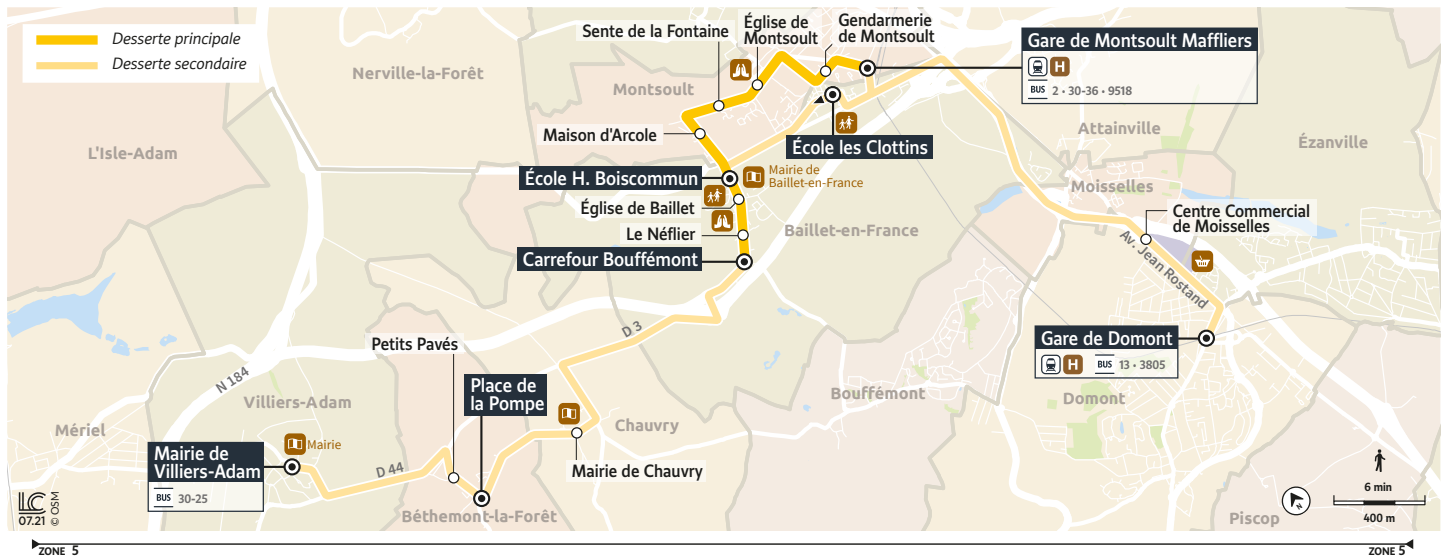 Desserte principale
Desserte secondaire
Nerville-la-Forêt
L'Isle-Adam
Sente de la Fontaine
Église de
Montsoult
Gendarmerie
de Montsoult
Gare de Montsoult Maffliers
H
BUS 2 • 30-36 • 9518
Montsoult
Maison d'Arcole
École les Clottins
Attainville
Ézanville
École H. Boiscommun
Mairie de
Baillet-en-France
Moisselles
Église de Baillet
Le Néflier
Baillet-en-France
Centre Commercial
de Moisselles
Carrefour Bouffémont
Av. Jean Rostand
D 3
Petits Pavés
Gare de Domont
H BUS 13 • 3805
N 184
Place de
la Pompe
Villiers-Adam
Bouffémont
Domont
Mériel
Chauvry
Mairie
Mairie de
Villiers-Adam
BUS 30-25
D 44
Mairie de Chauvry
Béthemont-la-Forêt
LC
07.21
© OSM
N
6 min
400 m
Piscop
ZONE 5
ZONE 5